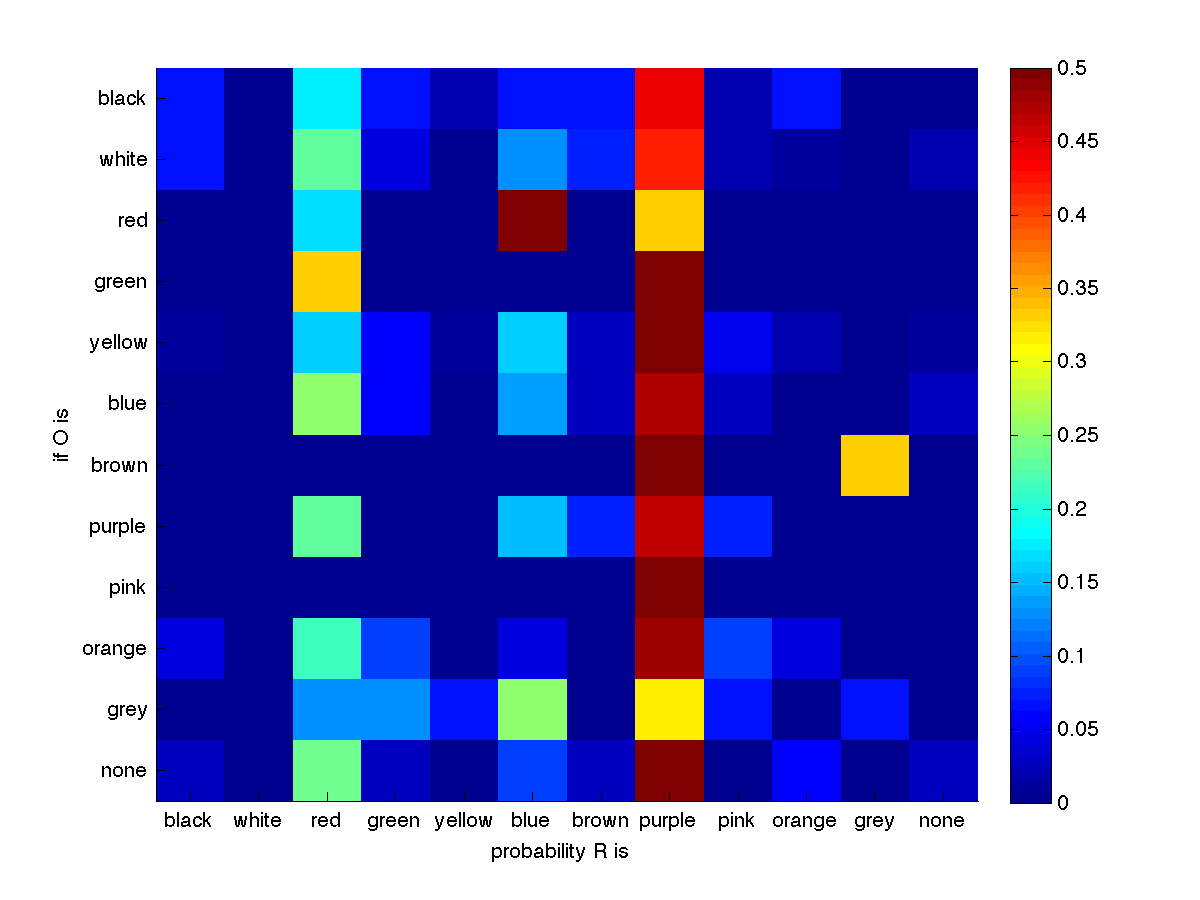 black
white
red
green
yellow
blue
brown
purple
pink
orange
grey
none
if O is
black white red green yellow blue brown purple pink orange grey none
probability R is
0.5
0.45
0.4
0.35
0.3
0.25
0.2
0.15
0.1
0.05
0